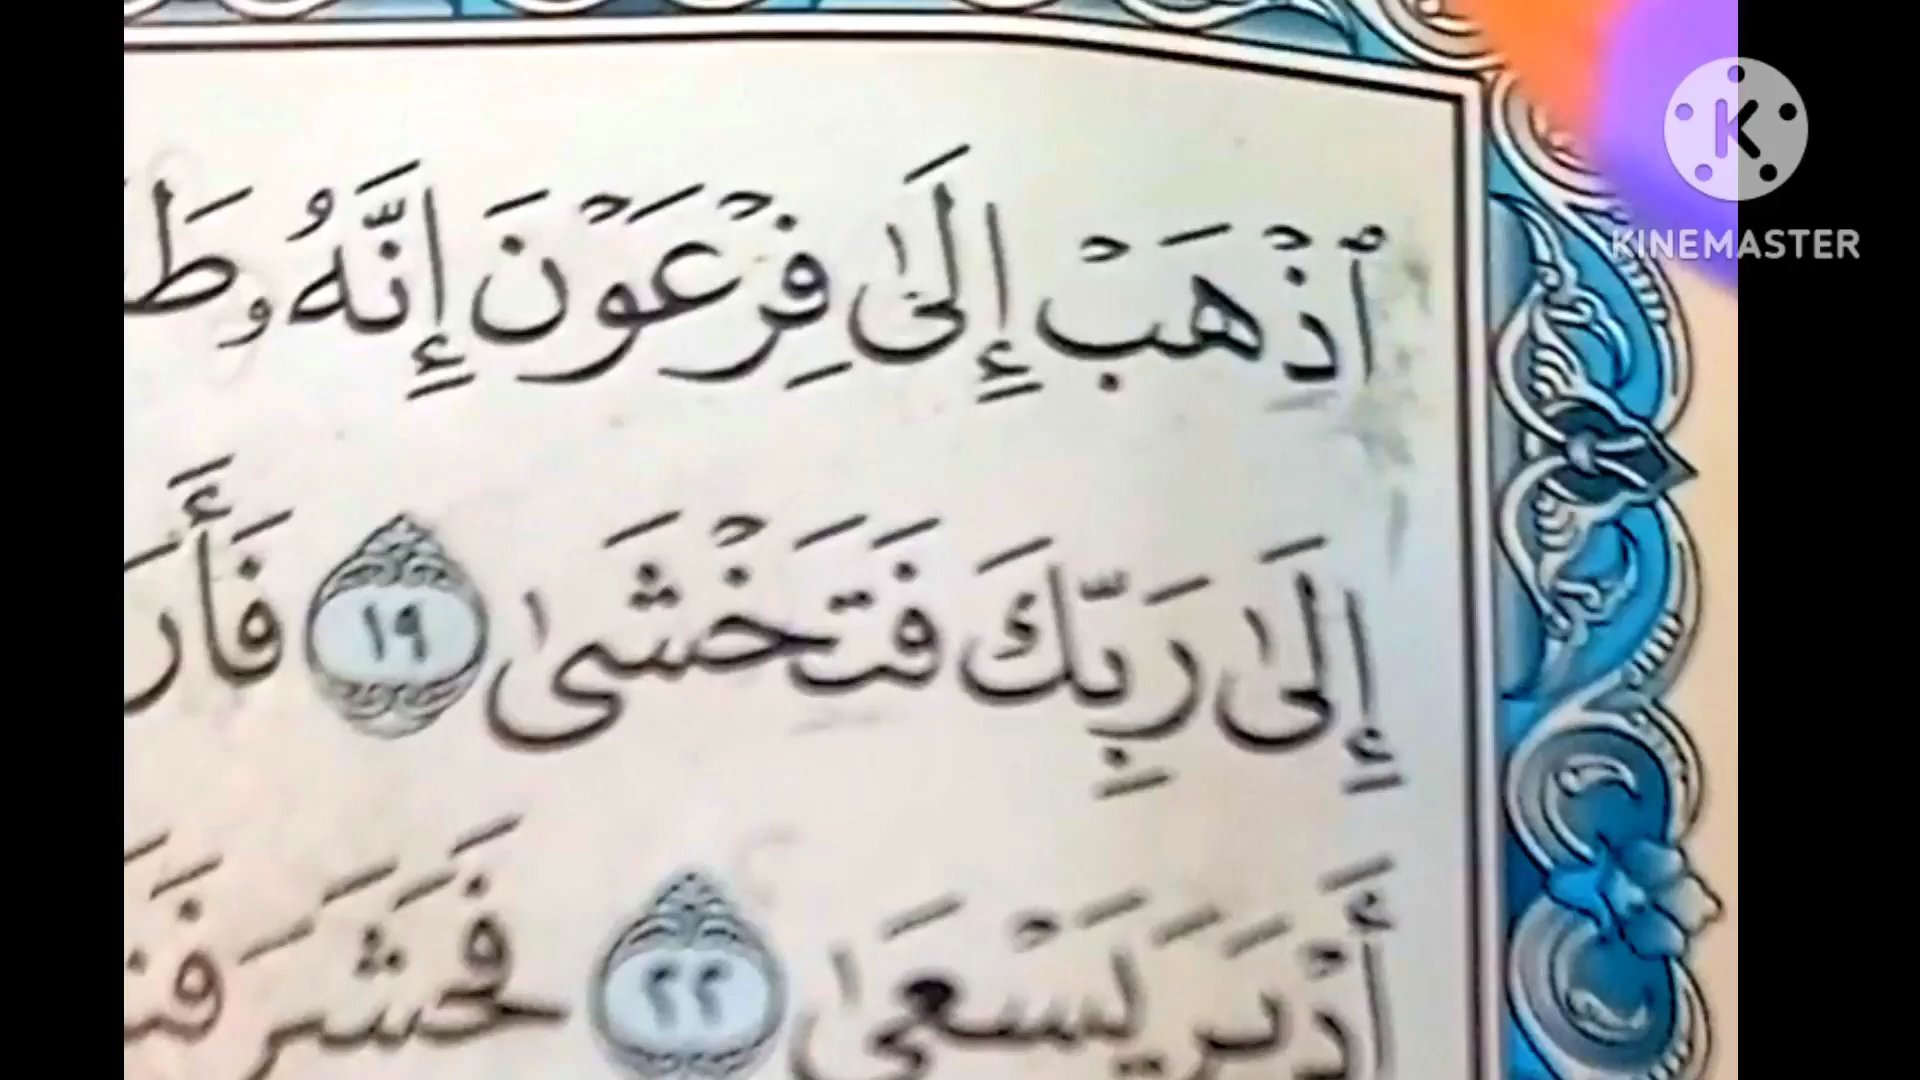 ٱذۡهَبۡ إِلَىٰ فِرۡعَوۡنَ إِنَّهُۥ
إِلَىٰ رَبِّكَ فَتَخۡشَىٰ ١٩
أَدۡبَرَ يَسۡعَىٰ ٢٢ فَحَشَرَ
KINEMASTER